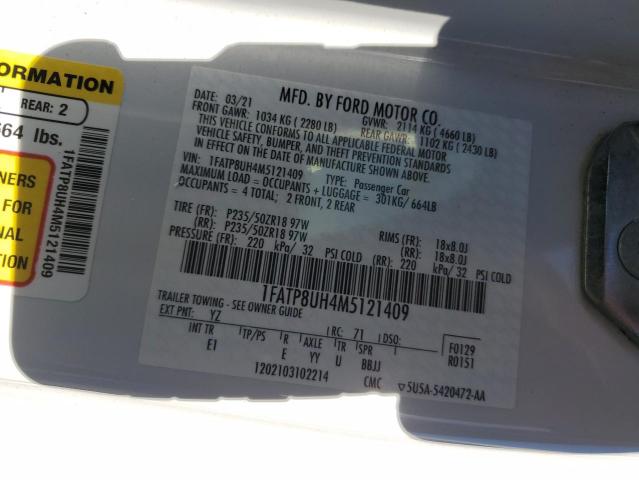 ORMATION
REAR: 2
664 lbs.
1FATP8UH4M5121409
NERS
FOR
NAL
TION
MFD. BY FORD MOTOR CO.
DATE: 03/21 GVWR: 2114 KG ( 4660 LB)
FRONT GAWR: 1034 KG ( 2280 LB) REAR GAWR: 1102 KG ( 2430 LB)
THIS VEHICLE CONFORMS TO ALL APPLICABLE FEDERAL MOTOR
VEHICLE SAFETY, BUMPER, AND THEFT PREVENTION STANDARDS
IN EFFECT ON THE DATE OF MANUFACTURE SHOWN ABOVE.
VIN: 1FATP8UH4M5121409 TYPE: Passenger Car
MAXIMUM LOAD = OCCUPANTS + LUGGAGE = 301KG/ 664LB
OCCUPANTS = 4 TOTAL; 2 FRONT, 2 REAR
TIRE (FR): P235/50ZR18 97W RIMS (FR): 18x8.0J
(RR): P235/50ZR18 97W (RR): 18x8.0J
PRESSURE (FR): 220 kPa/ 32 PSI COLD (RR): 220 kPa/ 32 PSI COLD
1FATP8UH4M5121409
TRAILER TOWING - SEE OWNER GUIDE
EXT PNT: YZ RC: 71 DSO: F0129
INT TR TP/PS R AXLE TR SPR R0151
EI E YY U BBJJ
1202103102214 CMC 5USA-5420472-AA